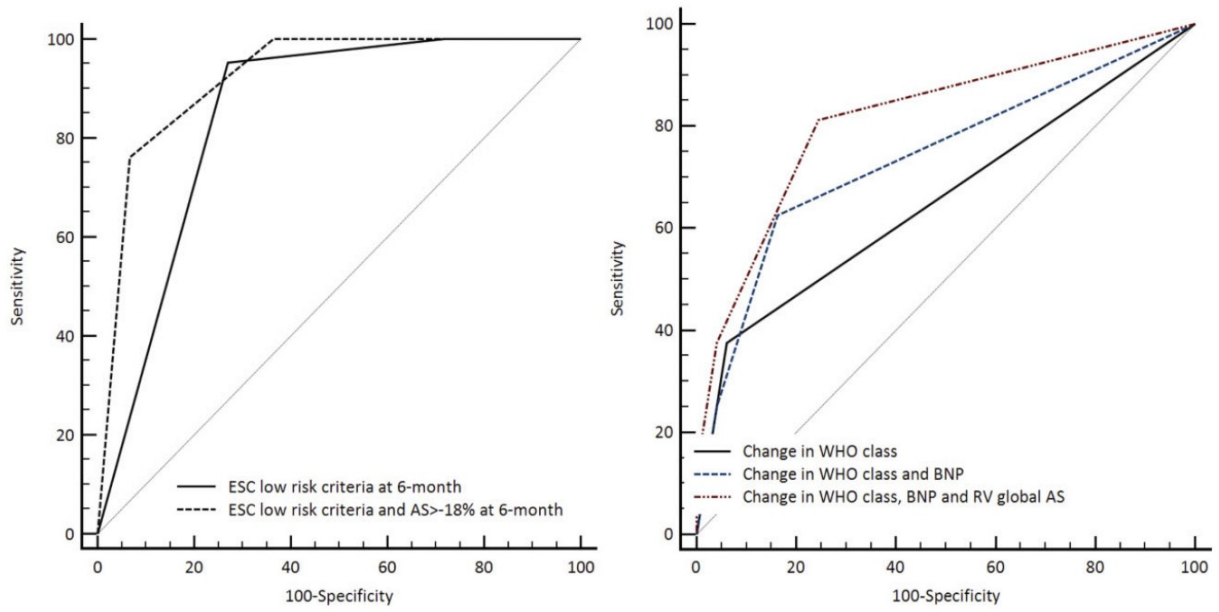 100
80
60
40
20
0
Sensitivity
ESC low risk criteria at 6-month
ESC low risk criteria and AS>-18% at 6-month
0 20 40 60 80 100
100-Specificity
100
80
60
40
20
0
Sensitivity
Change in WHO class
Change in WHO class and BNP
Change in WHO class, BNP and RV global AS
0 20 40 60 80 100
100-Specificity